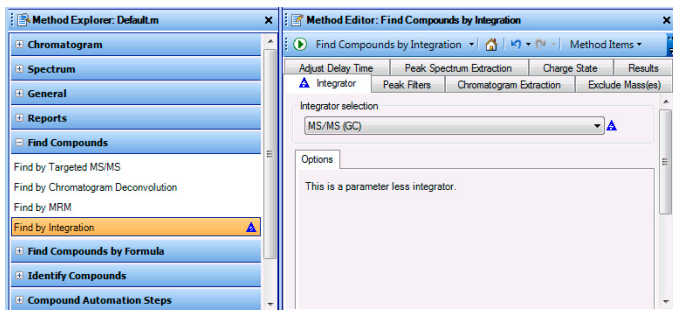 Method Explorer: Default.m
Chromatogram
Spectrum
General
Reports
Find Compounds
Find by Targeted MS/MS
Find by Chromatogram Deconvolution
Find by MRM
Find by Integration
Find Compounds by Formula
Identify Compounds
Compound Automation Steps
Method Editor: Find Compounds by Integration
Find Compounds by Integration Method Items
Adjust Delay Time Peak Spectrum Extraction Charge State Results
Integrator Peak Filters Chromatogram Extraction Exclude Mass(es)
Integrator selection
MS/MS (GC)
Options
This is a parameter less integrator.